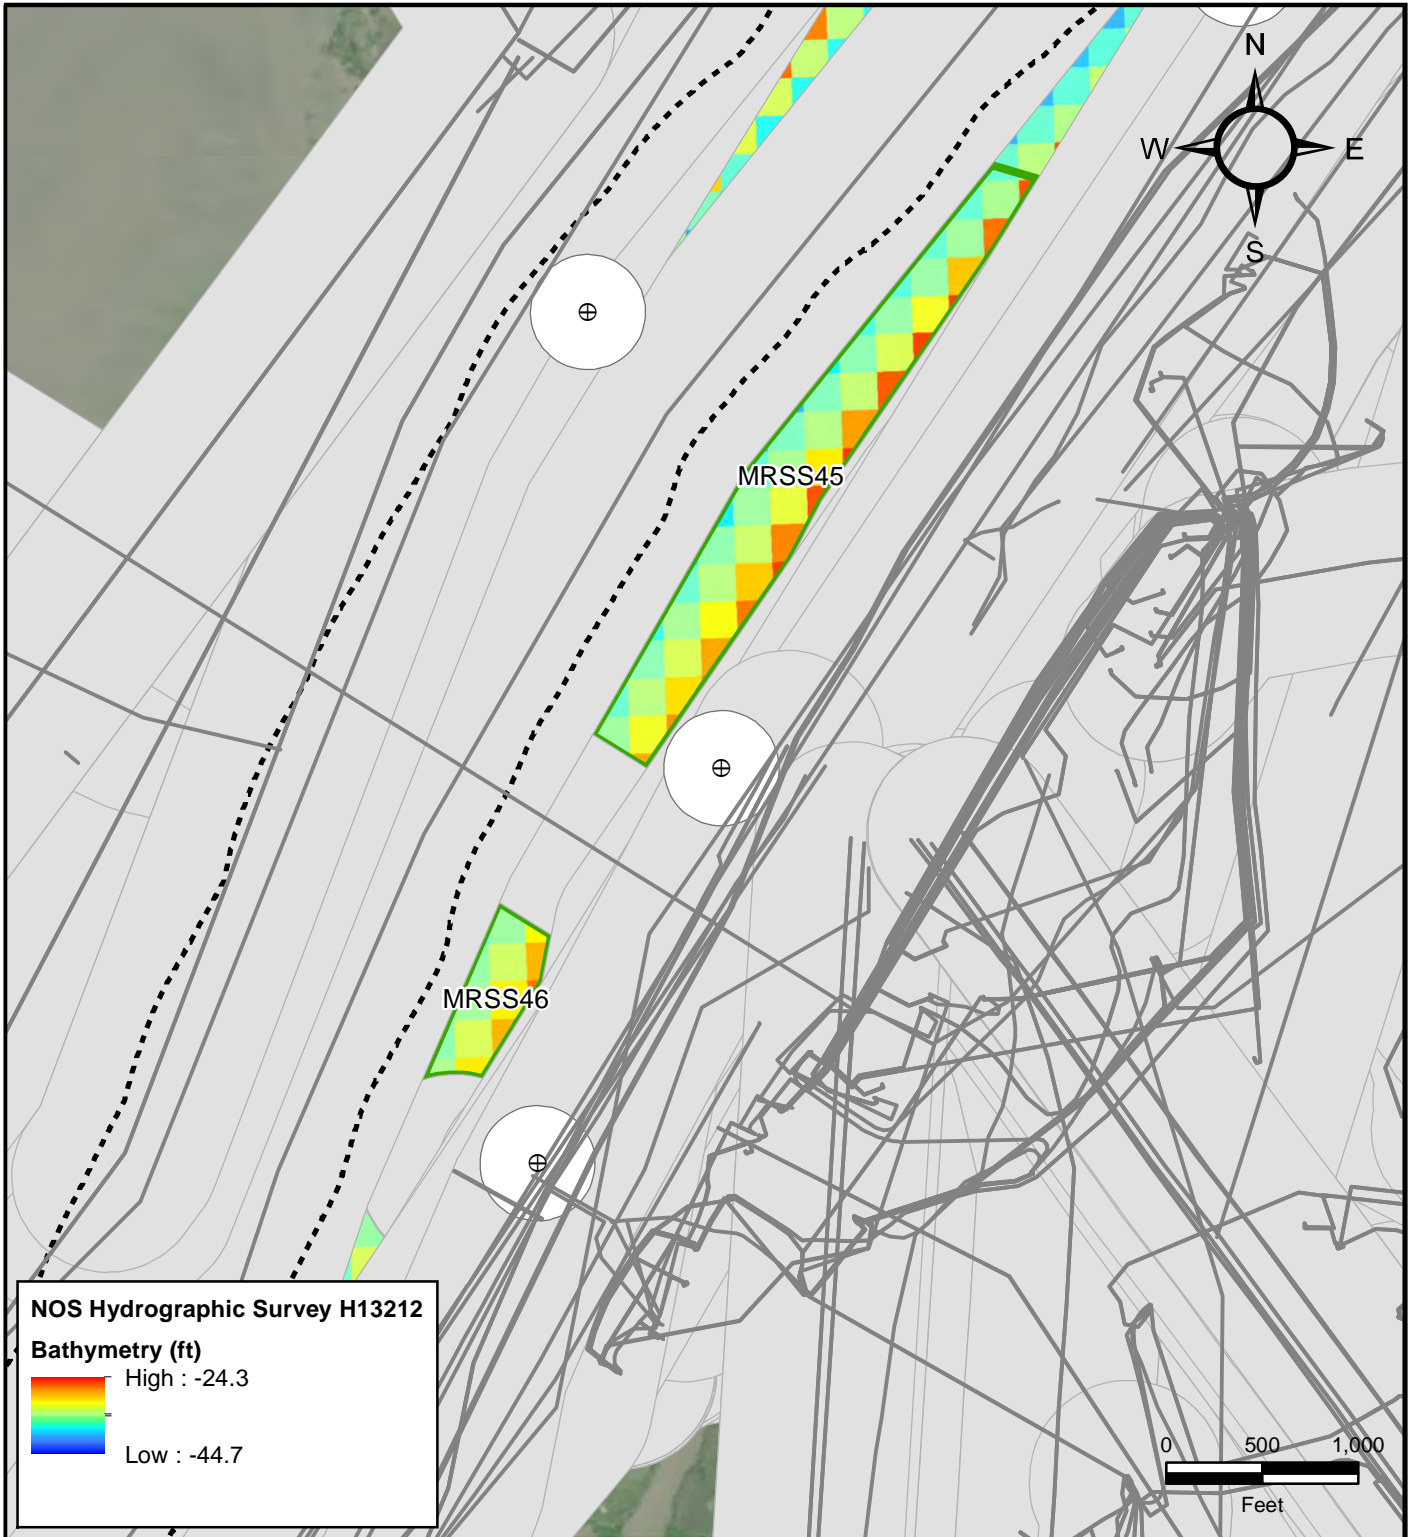 N
W E
S
MRSS45
MRSS46
NOS Hydrographic Survey H13212
Bathymetry (ft)
High : -24.3
Low : -44.7
0 500 1,000
Feet